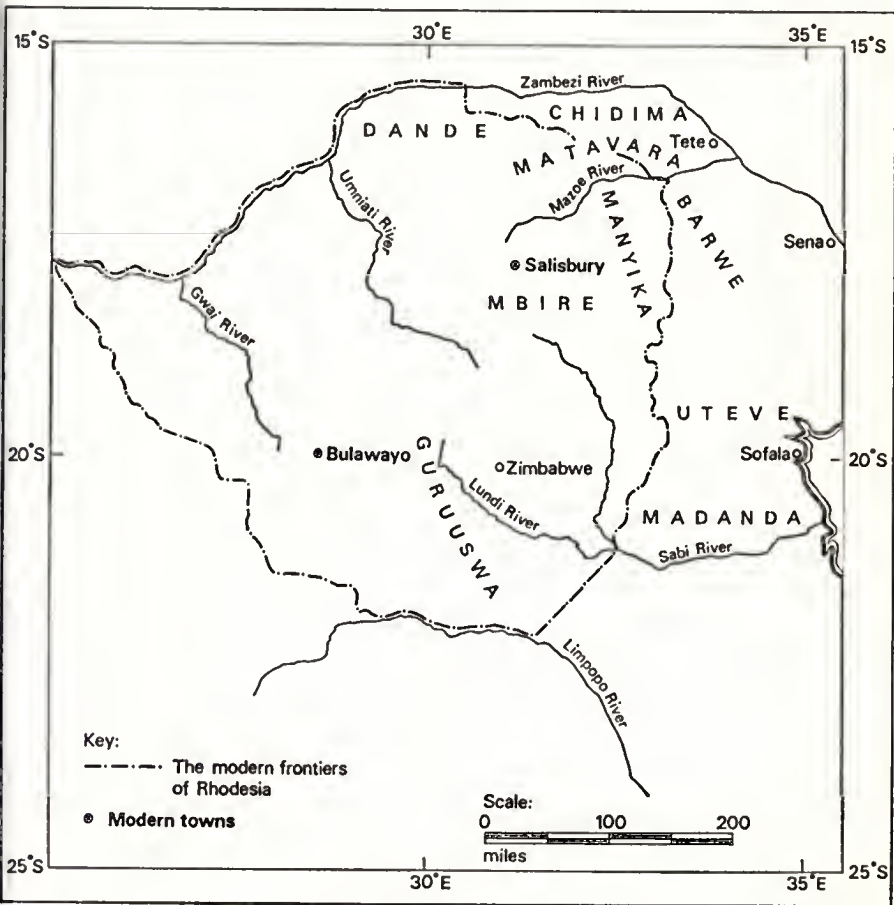 30°E 35°E
15°S 15°S
Zambezi River
CHIDIMA
DANDE
MATAVARA
Tete
Umniati River
Mazoe River
MANYIKA
BARWE
Sena
Salisbury
MBIRE
Gwai River
UTEVE
20°S 20°S
Bulawayo
GURUUSWA
Zimbabwe
Sofala
Lundi River
MADANDA
Sabi River
Limpopo River
Key:
The modern frontiers
of Rhodesia
Modern towns
Scale:
0 100 200
miles
25°S 25°S
30°E 35°E